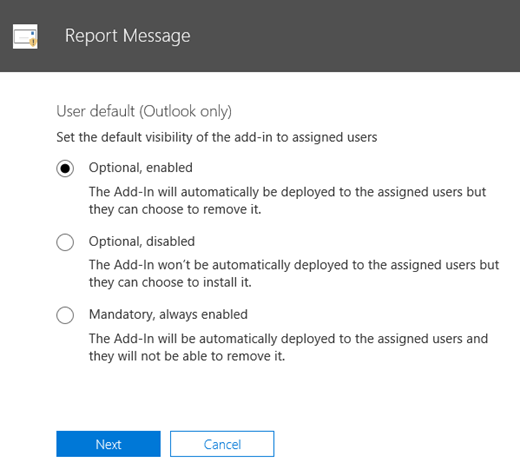 Report Message
User default (Outlook only)
Set the default visibility of the add-in to assigned users
Optional, enabled
The Add-In will automatically be deployed to the assigned users but
they can choose to remove it.
Optional, disabled
The Add-In won't be automatically deployed to the assigned users but
they can choose to install it.
Mandatory, always enabled
The Add-In will be automatically deployed to the assigned users and
they will not be able to remove it.
Next
Cancel